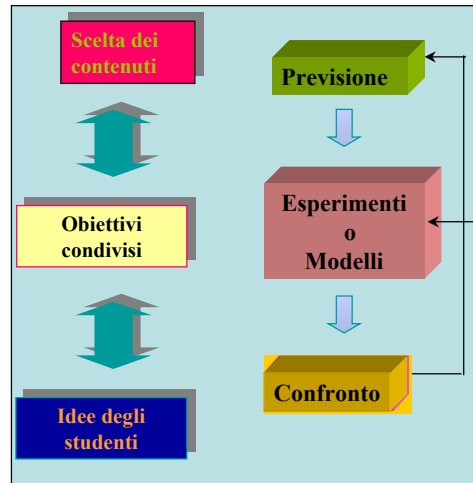 Scelta dei
contenuti
Obiettivi
condivisi
Idee degli
studenti
Previsione
Esperimenti
o
Modelli
Confronto